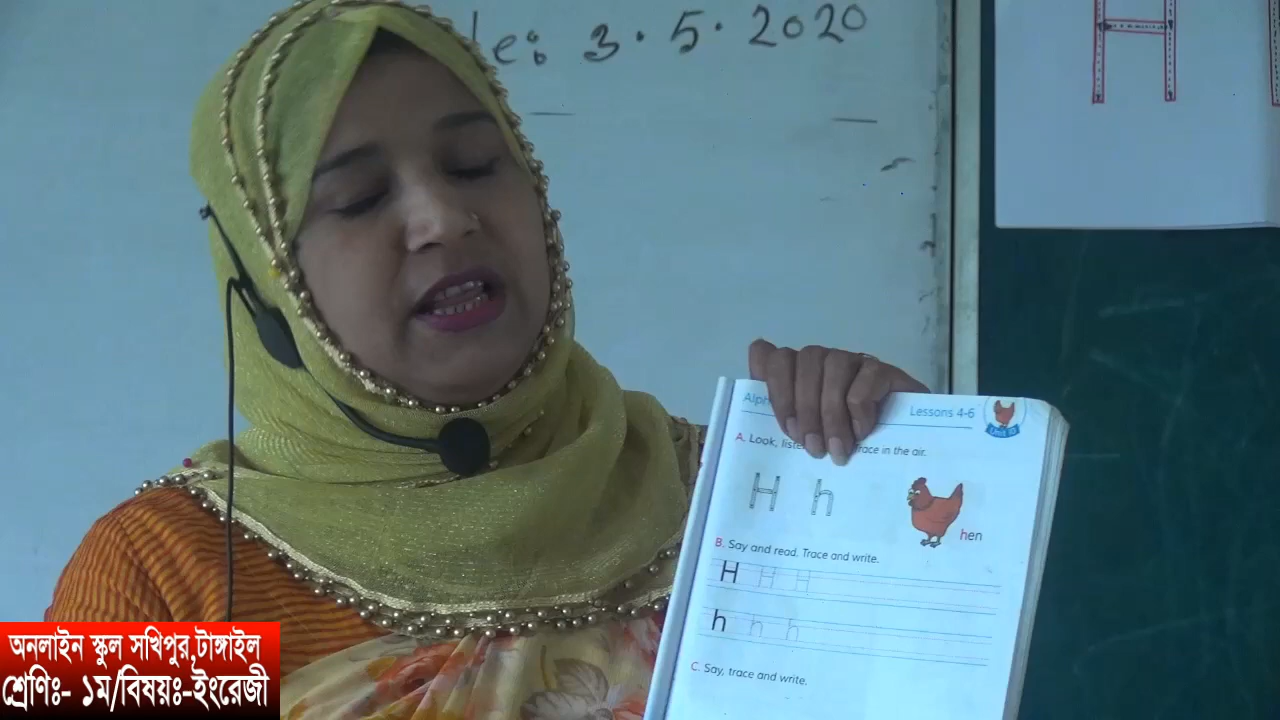 3.5.2020
H
Lessons 4-6
A. Look, trace in the air.
H h
hen
B. Say and read. Trace and write.
H H H
h h h
C. Say, trace and write.
অনলাইন স্কুল সখিপুর,টাঙ্গাইল
শ্রেণিঃ- ১ম/বিষয়ঃ-ইংরেজী